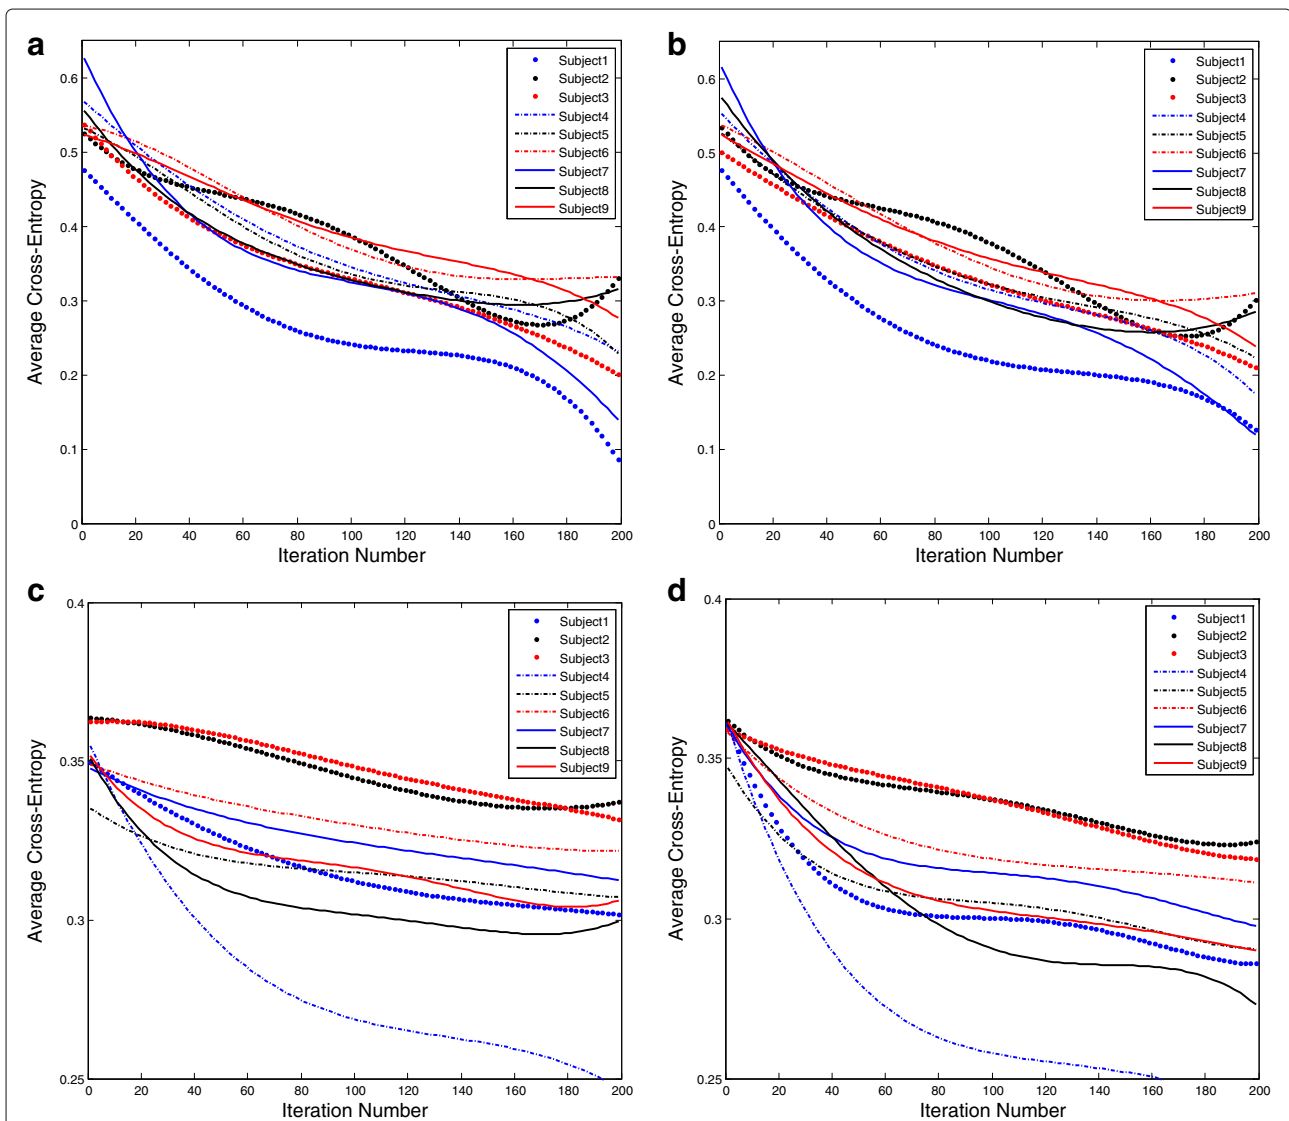 a
0.6
0.5
0.4
0.3
0.2
0.1
0
0 20 40 60 80 100 120 140 160 180 200
Average Cross-Entropy
Iteration Number
Subject1
Subject2
Subject3
Subject4
Subject5
Subject6
Subject7
Subject8
Subject9
b
0.6
0.5
0.4
0.3
0.2
0.1
0
0 20 40 60 80 100 120 140 160 180 200
Average Cross-Entropy
Iteration Number
Subject1
Subject2
Subject3
Subject4
Subject5
Subject6
Subject7
Subject8
Subject9
c
0.4
0.35
0.3
0.25
0 20 40 60 80 100 120 140 160 180 200
Average Cross-Entropy
Iteration Number
Subject1
Subject2
Subject3
Subject4
Subject5
Subject6
Subject7
Subject8
Subject9
d
0.4
0.35
0.3
0.25
0 20 40 60 80 100 120 140 160 180 200
Average Cross-Entropy
Iteration Number
Subject1
Subject2
Subject3
Subject4
Subject5
Subject6
Subject7
Subject8
Subject9